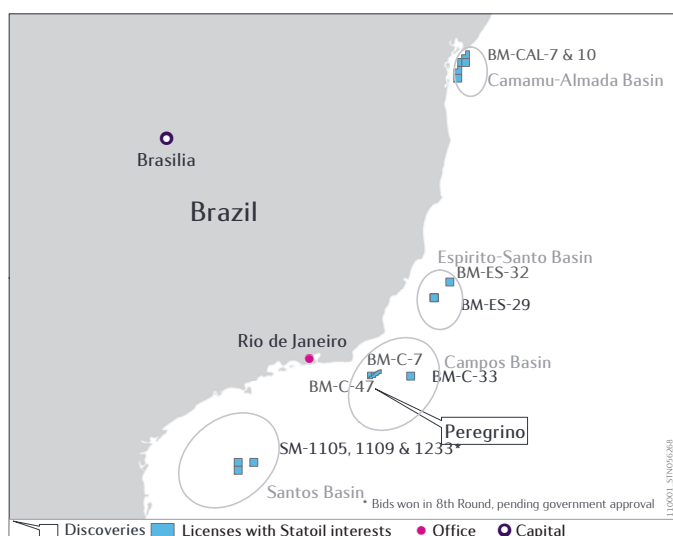 BM-CAL-7 & 10
Camamu-Almada Basin
Brasilia
Brazil
Espirito-Santo Basin
BM-ES-32
BM-ES-29
Rio de Janeiro
BM-C-7
Campos Basin
BM-C-47
BM-C-33
Peregrino
SM-1105, 1109 & 1233*
Santos Basin
* Bids won in 8th Round, pending government approval
110001_STN056268
Discoveries Licenses with Statoil interests Office Capital